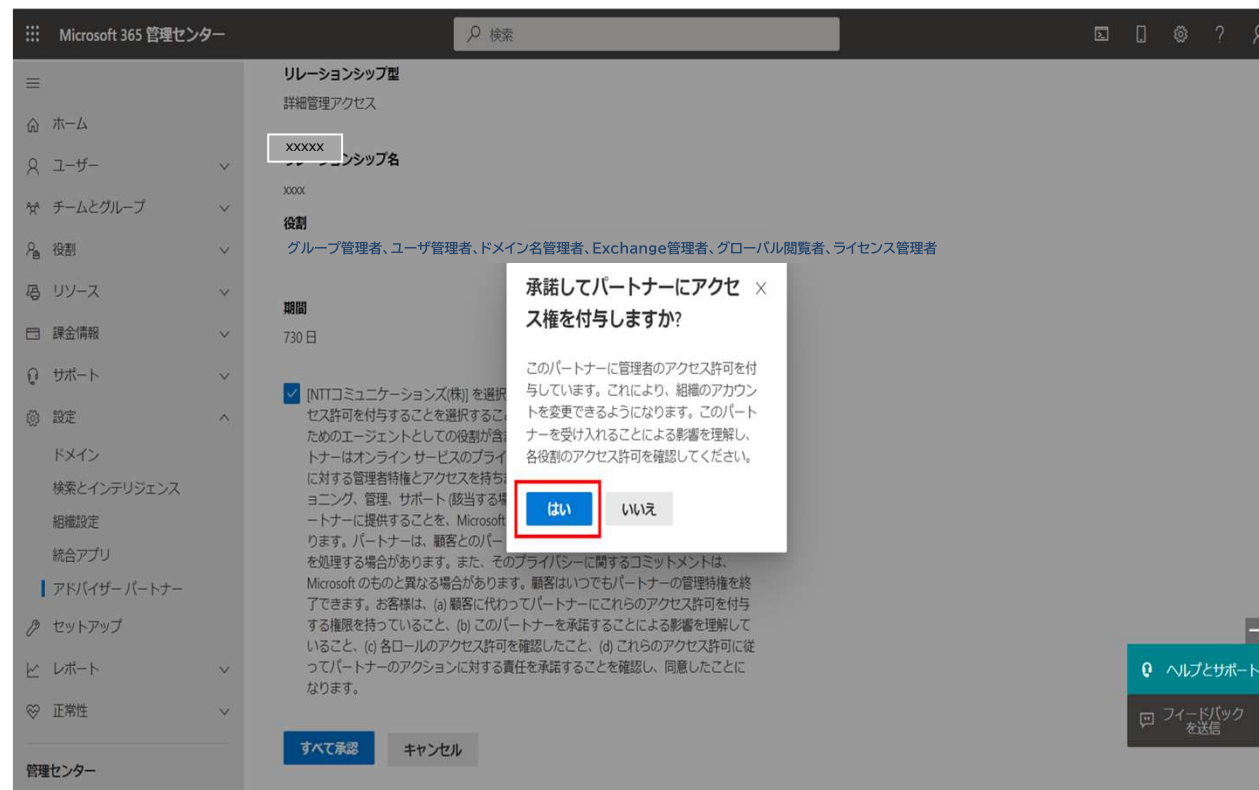 Microsoft 365 管理センター
検索
リレーションシップ型
詳細管理アクセス
xxxxx
ーションシップ名
xxxx
役割
グループ管理者、ユーザ管理者、ドメイン名管理者、Exchange管理者、グローバル閲覧者、ライセンス管理者
期間
730 日
ホーム
ユーザー
チームとグループ
役割
リソース
課金情報
サポート
設定
ドメイン
検索とインテリジェンス
組織設定
統合アプリ
アドバイザー パートナー
セットアップ
レポート
正常性
管理センター
承諾してパートナーにアクセ
ス権を付与しますか?
このパートナーに管理者のアクセス許可を付
与しています。これにより、組織のアカウン
トを変更できるようになります。このパート
ナーを受け入れることによる影響を理解し、
各役割のアクセス許可を確認してください。
はい
いいえ
[NTTコミュニケーションズ(株)] を選択
セス許可を付与することを選択するこ
ためのエージェントとしての役割が含
トナーはオンライン サービスのプライ
に対する管理者特権とアクセスを持ち
ョニング、管理、サポート (該当する場
ートナーに提供することを、Microsoft
ります。パートナーは、顧客とのパー
を処理する場合があります。また、そのプライバシーに関するコミットメントは、
Microsoft のものと異なる場合があります。顧客はいつでもパートナーの管理特権を終
了できます。お客様は、(a) 顧客に代わってパートナーにこれらのアクセス許可を付与
する権限を持っていること、(b) このパートナーを承諾することによる影響を理解して
いること、(c) 各ロールのアクセス許可を確認したこと、(d) これらのアクセス許可に従
ってパートナーのアクションに対する責任を承諾することを確認し、同意したことに
なります。
すべて承認
キャンセル
ヘルプとサポート
フィードバック
を送信